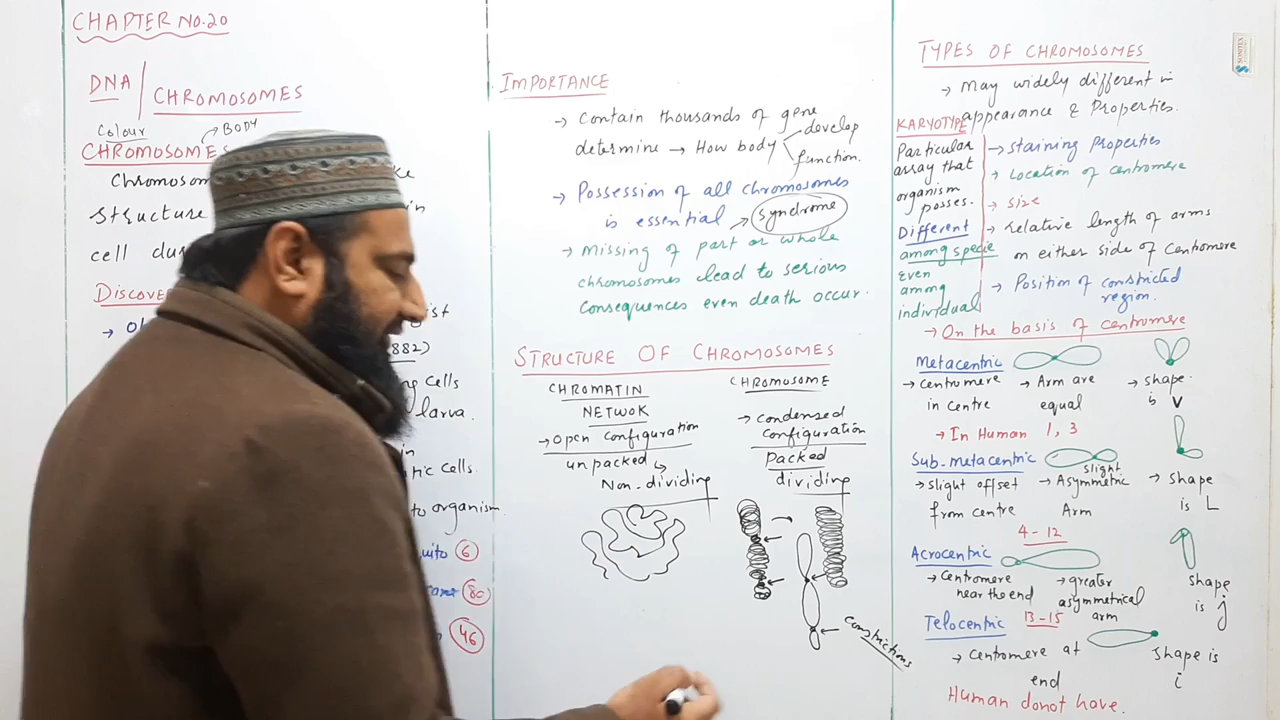 CHAPTER NO.20
DNA
CHROMOSOMES
Colour
BODY
CHROMOSOMES
Chromosom
structure
in
cell du
Discove
882)
ng cells
larva.
in
tic cells.
to organism.
uito 6
80
46
IMPORTANCE
→ Contain thousands of gene
determine → How body
develop
function.
→ Possession of all chromosomes
is essential → syndrome
→ Missing of part or whole
chromosomes lead to serious
Consequences even death occur.
STRUCTURE OF CHROMOSOMES
CHROMATIN
NETWOK
→ Open configuration
unpacked
Non-dividing
CHROMOSOME
→ Condensed
configuration
Packed
dividing
Constrictions
TYPES OF CHROMOSOMES
→ May widely different in
appearance & Properties.
KARYOTYPE
Particular
array that
organism
posses.
Different
among specie
Even
among
individual
→ staining properties
→ Location of centromere
→ size
→ relative length of arms
on either side of Centromere
→ Position of constricted
region.
→ On the basis of centromere
Metacentric
→ centromere
in centre
→ Arm are
equal
→ shape
is V
→ In Human 1, 3
Sub-metacentric
→ slight offset
from centre
→ slight
Asymmetric
Arm
→ shape
is L
4-12
Acrocentric
→ Centromere
near the end
→ greater
asymmetrical
arm
shape
is j
13-15
Telocentric
→ Centromere at
end
shape is
i
Human donot have.